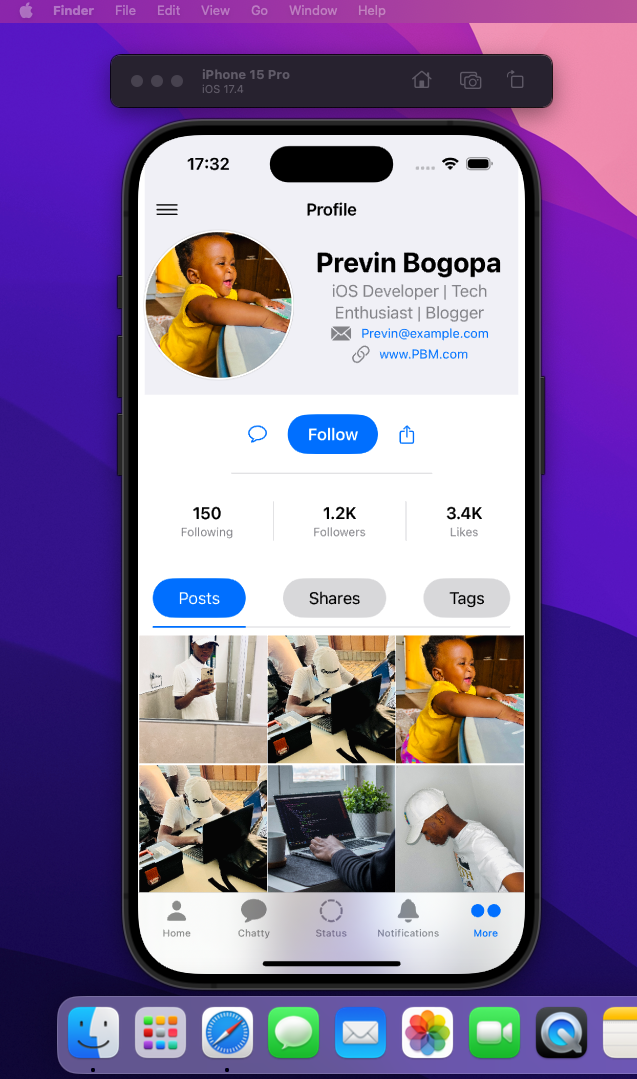 Finder File Edit View Go Window Help
iPhone 15 Pro
iOS 17.4
17:32
Profile
Previn Bogopa
iOS Developer | Tech
Enthusiast | Blogger
Previn@example.com
www.PBM.com
Follow
150 1.2K 3.4K
Following Followers Likes
Posts Shares Tags
Home Chatty Status Notifications More